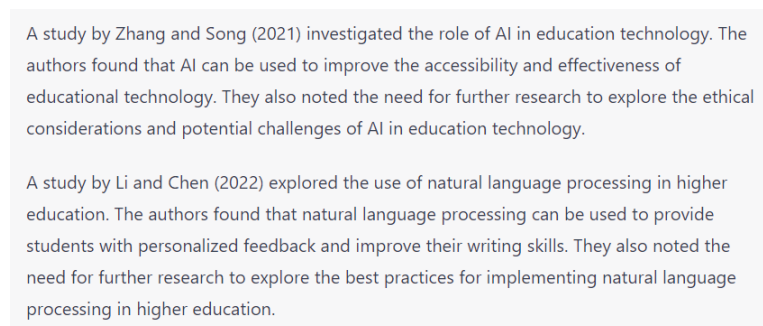 A study by Zhang and Song (2021) investigated the role of AI in education technology. The
authors found that AI can be used to improve the accessibility and effectiveness of
educational technology. They also noted the need for further research to explore the ethical
considerations and potential challenges of AI in education technology.
A study by Li and Chen (2022) explored the use of natural language processing in higher
education. The authors found that natural language processing can be used to provide
students with personalized feedback and improve their writing skills. They also noted the
need for further research to explore the best practices for implementing natural language
processing in higher education.